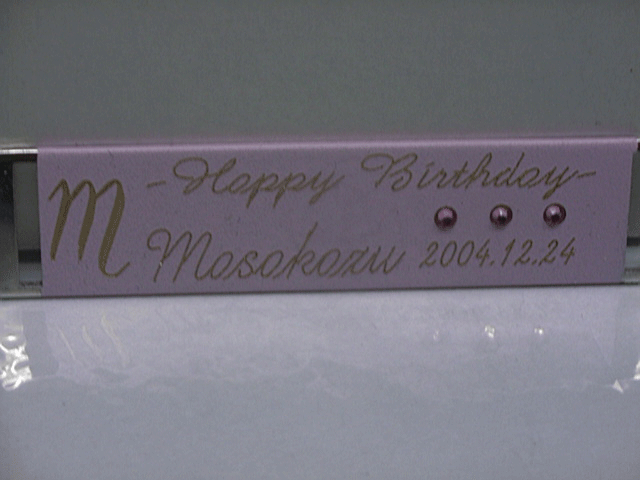 M
-Happy Birthday-
Masakazu
2004.12.24